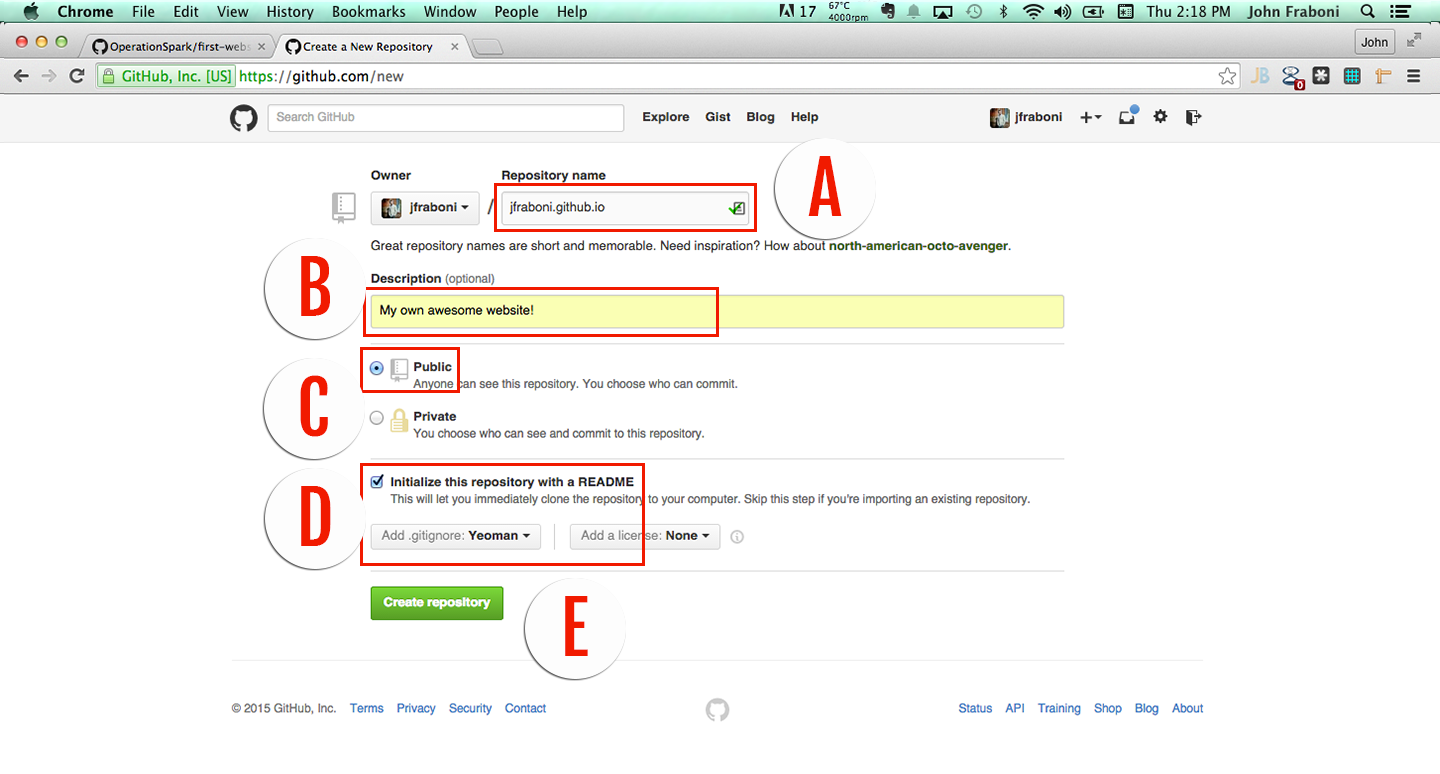 Chrome File Edit View History Bookmarks Window People Help 17 67°C 4000rpm Thu 2:18 PM John Fraboni
OperationSpark/first-webs Create a New Repository John
GitHub, Inc. [US] https://github.com/new JB 0
Search GitHub Explore Gist Blog Help jfraboni
A
Owner Repository name
jfraboni / jfraboni.github.io
Great repository names are short and memorable. Need inspiration? How about north-american-octo-avenger.
B
Description (optional)
My own awesome website!
C
Public
Anyone can see this repository. You choose who can commit.
Private
You choose who can see and commit to this repository.
D
Initialize this repository with a README
This will let you immediately clone the repository to your computer. Skip this step if you're importing an existing repository.
Add .gitignore: Yeoman Add a license: None
Create repository
E
© 2015 GitHub, Inc. Terms Privacy Security Contact Status API Training Shop Blog About